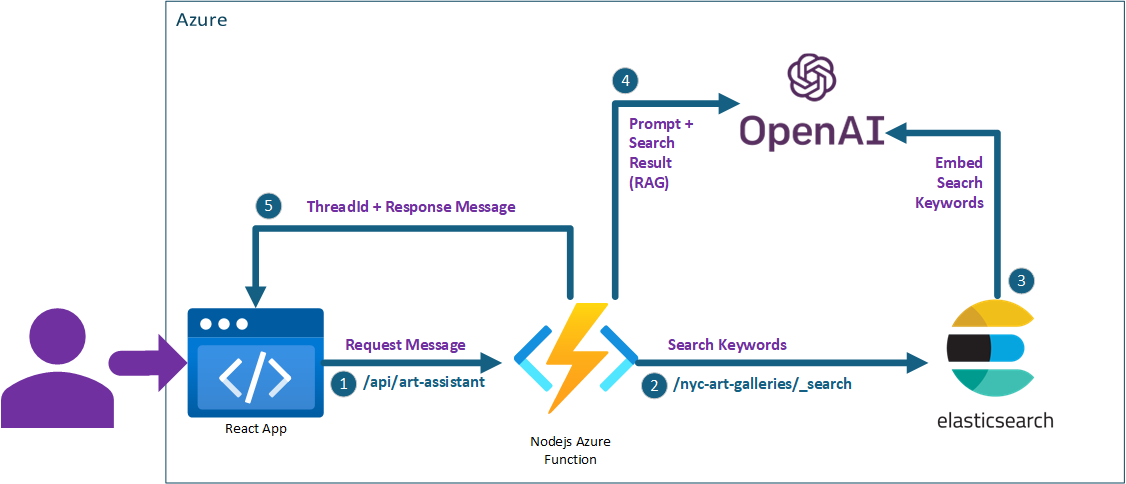 Azure
4
Prompt +
Search
Result
(RAG)
OpenAI
Embed
Seacrh
Keywords
5
ThreadId + Response Message
3
Request Message
1 /api/art-assistant
Search Keywords
2 /nyc-art-galleries/_search
</>
React App
Nodejs Azure
Function
elasticsearch